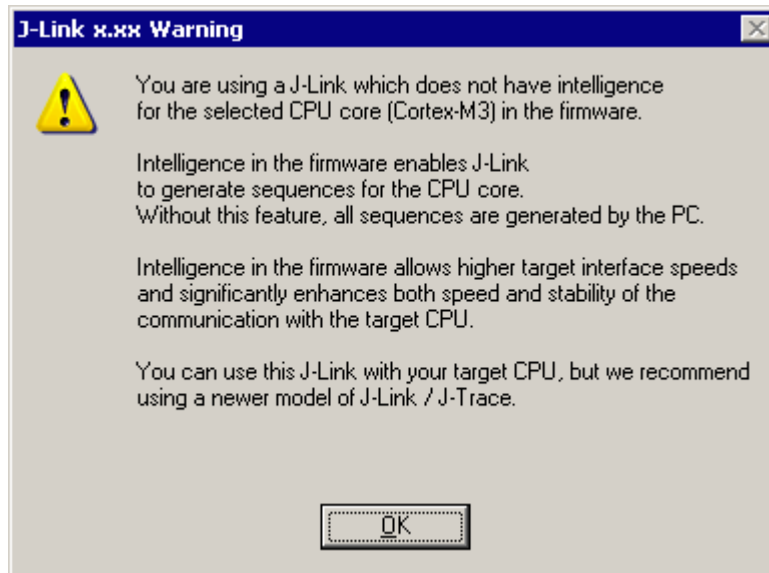 J-Link x.xx Warning
You are using a J-Link which does not have intelligence
for the selected CPU core (Cortex-M3) in the firmware.
Intelligence in the firmware enables J-Link
to generate sequences for the CPU core.
Without this feature, all sequences are generated by the PC.
Intelligence in the firmware allows higher target interface speeds
and significantly enhances both speed and stability of the
communication with the target CPU.
You can use this J-Link with your target CPU, but we recommend
using a newer model of J-Link / J-Trace.
OK